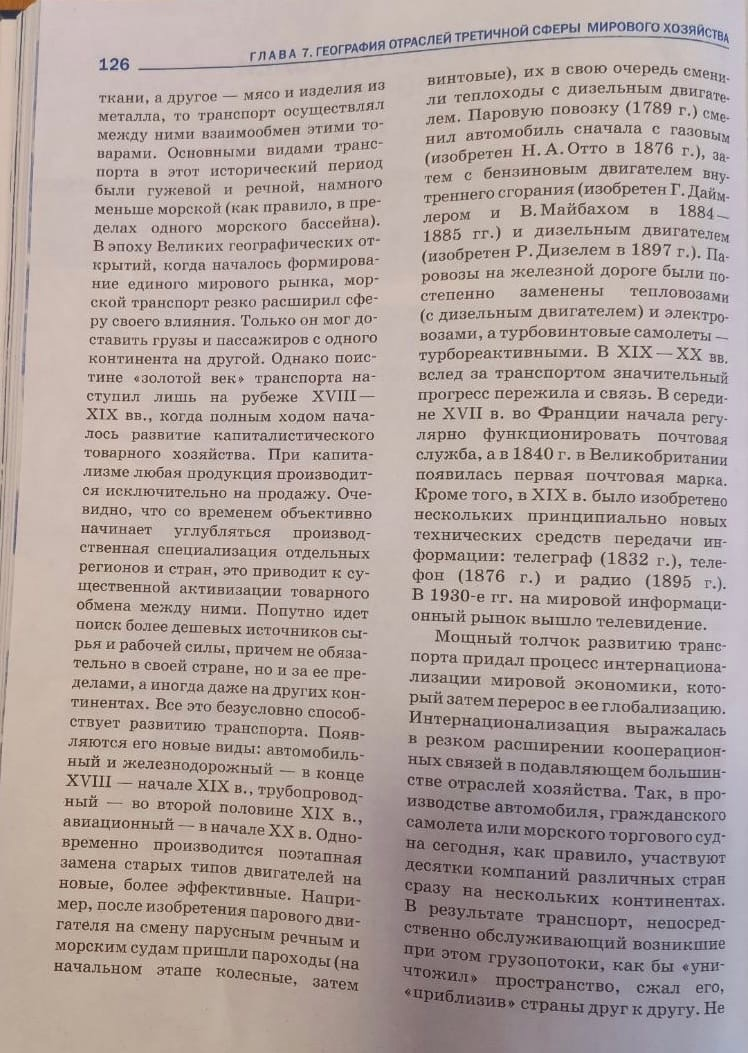 126
ГЛАВА 7. ГЕОГРАФИЯ ОТРАСЛЕЙ ТРЕТИЧНОЙ СФЕРЫ МИРОВОГО ХОЗЯЙСТВА
ткани, а другое — мясо и изделия из
металла, то транспорт осуществлял
между ними взаимообмен этими то-
варами. Основными видами транс-
порта в этот исторический период
были гужевой и речной, намного
меньше морской (как правило, в пре-
делах одного морского бассейна).
В эпоху Великих географических от-
крытий, когда началось формирова-
ние единого мирового рынка, мор-
ской транспорт резко расширил сфе-
ру своего влияния. Только он мог до-
ставить грузы и пассажиров с одного
континента на другой. Однако поис-
тине «золотой век» транспорта на-
ступил лишь на рубеже XVIII—
XIX вв., когда полным ходом нача-
лось развитие капиталистического
товарного хозяйства. При капита-
лизме любая продукция производит-
ся исключительно на продажу. Оче-
видно, что со временем объективно
начинает углубляться производ-
ственная специализация отдельных
регионов и стран, это приводит к су-
щественной активизации товарного
обмена между ними. Попутно идет
поиск более дешевых источников сы-
рья и рабочей силы, причем не обяза-
тельно в своей стране, но и за ее пре-
делами, а иногда даже на других кон-
тинентах. Все это безусловно способ-
ствует развитию транспорта. Появ-
ляются его новые виды: автомобиль-
ный и железнодорожный — в конце
XVIII — начале XIX в., трубопровод-
ный — во второй половине XIX в.,
авиационный — в начале XX в. Одно-
временно производится поэтапная
замена старых типов двигателей на
новые, более эффективные. Напри-
мер, после изобретения парового дви-
гателя на смену парусным речным и
морским судам пришли пароходы (на
начальном этапе колесные, затем
винтовые), их в свою очередь смени-
ли теплоходы с дизельным двигате-
лем. Паровую повозку (1789 г.) сме-
нил автомобиль сначала с газовым
(изобретен Н. А. Отто в 1876 г.), за-
тем с бензиновым двигателем вну-
треннего сгорания (изобретен Г. Дайм-
лером и В. Майбахом в 1884—
1885 гг.) и дизельным двигателем
(изобретен Р. Дизелем в 1897 г.). Па-
ровозы на железной дороге были по-
степенно заменены тепловозами
(с дизельным двигателем) и электро-
возами, а турбовинтовые самолеты —
турбореактивными. В XIX — XX вв.
вслед за транспортом значительный
прогресс пережила и связь. В середи-
не XVII в. во Франции начала регу-
лярно функционировать почтовая
служба, а в 1840 г. в Великобритании
появилась первая почтовая марка.
Кроме того, в XIX в. было изобретено
нескольких принципиально новых
технических средств передачи ин-
формации: телеграф (1832 г.), теле-
фон (1876 г.) и радио (1895 г.).
В 1930-е гг. на мировой информаци-
онный рынок вышло телевидение.
Мощный толчок развитию транс-
порта придал процесс интернациона-
лизации мировой экономики, кото-
рый затем перерос в ее глобализацию.
Интернационализация выражалась
в резком расширении кооперацион-
ных связей в подавляющем большин-
стве отраслей хозяйства. Так, в про-
изводстве автомобиля, гражданского
самолета или морского торгового суд-
на сегодня, как правило, участвуют
десятки компаний различных стран
сразу на нескольких континентах.
В результате транспорт, непосред-
ственно обслуживающий возникшие
при этом грузопотоки, как бы «уни-
чтожил» пространство, сжал его,
«приблизив» страны друг к другу. Не